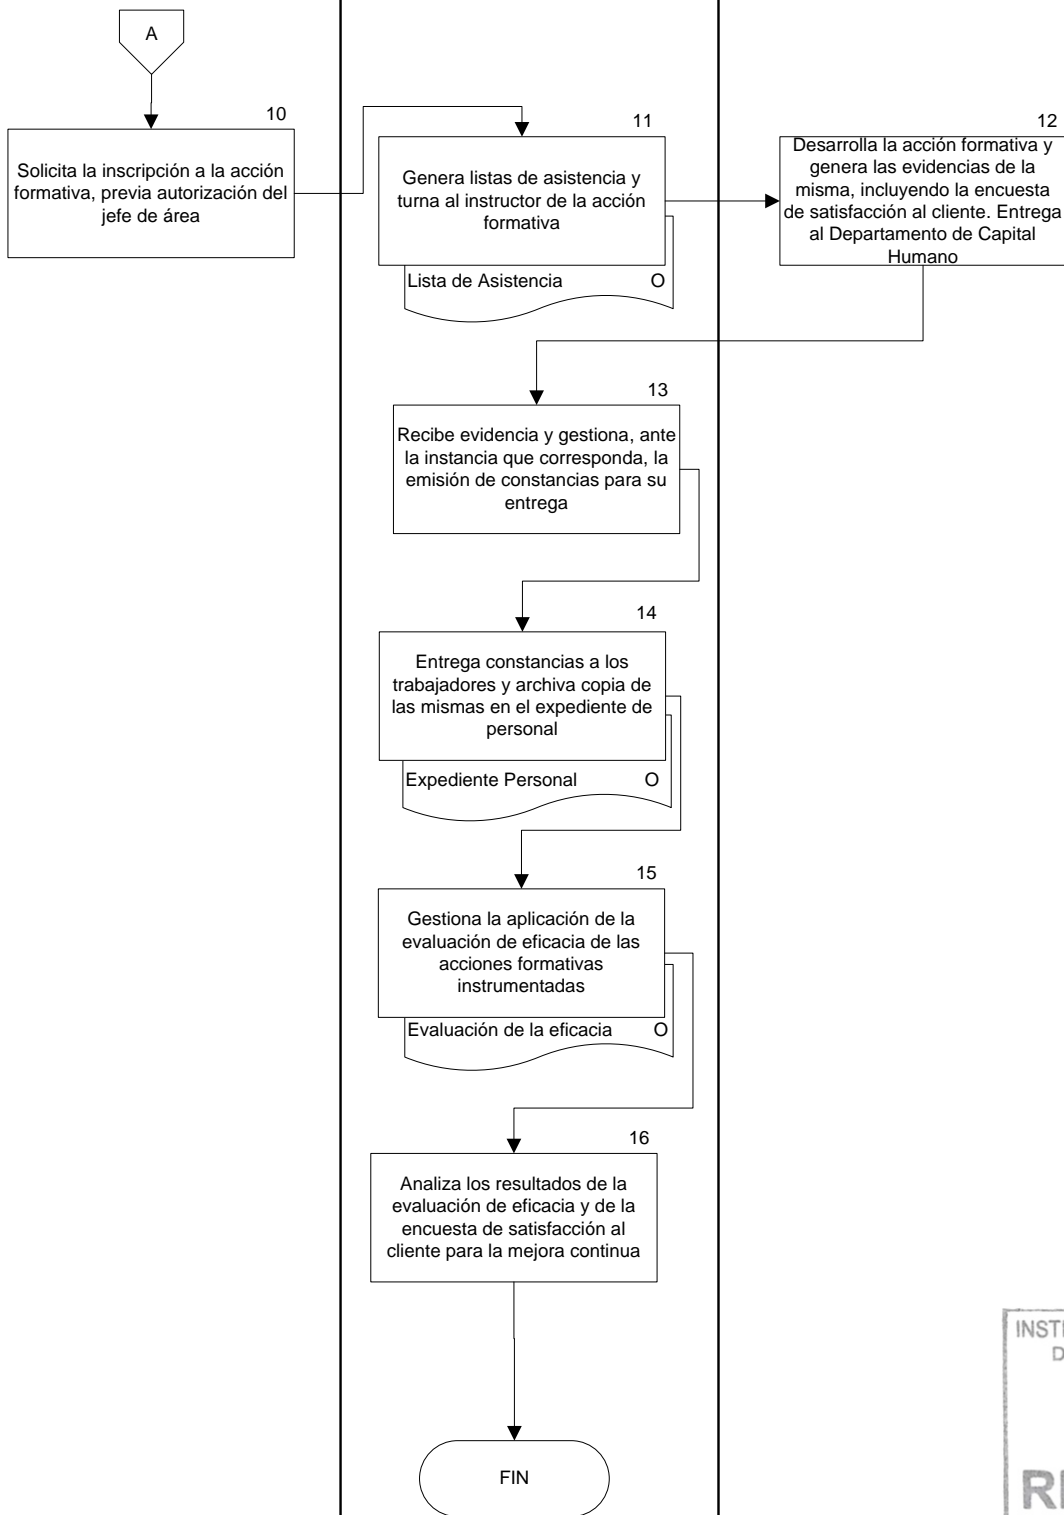 A
10
Solicita la inscripción a la acción
formativa, previa autorización del
jefe de área
11
Genera listas de asistencia y
turna al instructor de la acción
formativa
Lista de Asistencia O
12
Desarrolla la acción formativa y
genera las evidencias de la
misma, incluyendo la encuesta
de satisfacción al cliente. Entrega
al Departamento de Capital
Humano
13
Recibe evidencia y gestiona, ante
la instancia que corresponda, la
emisión de constancias para su
entrega
14
Entrega constancias a los
trabajadores y archiva copia de
las mismas en el expediente de
personal
Expediente Personal O
15
Gestiona la aplicación de la
evaluación de eficacia de las
acciones formativas
instrumentadas
Evaluación de la eficacia O
16
Analiza los resultados de la
evaluación de eficacia y de la
encuesta de satisfacción al
cliente para la mejora continua
FIN